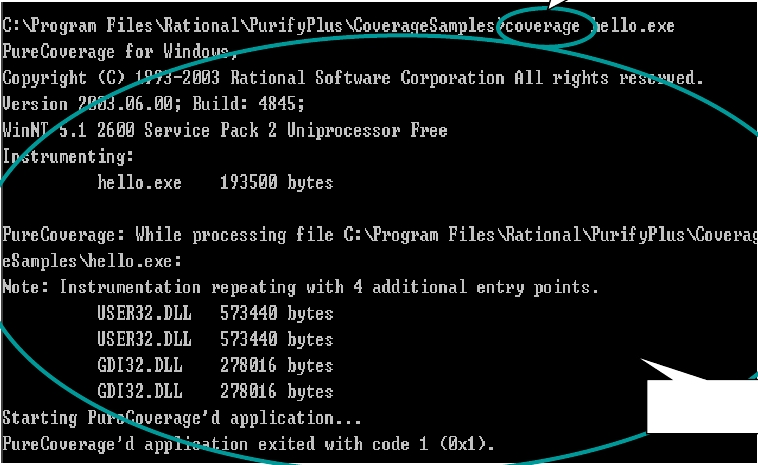 C:\Program Files\Rational\PurifyPlus\CoverageSamples>coverage hello.exe
PureCoverage for Windows,
Copyright (C) 1993-2003 Rational Software Corporation All rights reserved.
Version 2003.06.00; Build: 4845;
WinNT 5.1 2600 Service Pack 2 Uniprocessor Free
Instrumenting:
hello.exe 193500 bytes
PureCoverage: While processing file C:\Program Files\Rational\PurifyPlus\Coverag
eSamples\hello.exe:
Note: Instrumentation repeating with 4 additional entry points.
USER32.DLL 573440 bytes
USER32.DLL 573440 bytes
GDI32.DLL 278016 bytes
GDI32.DLL 278016 bytes
Starting PureCoverage'd application...
PureCoverage'd application exited with code 1 (0x1).